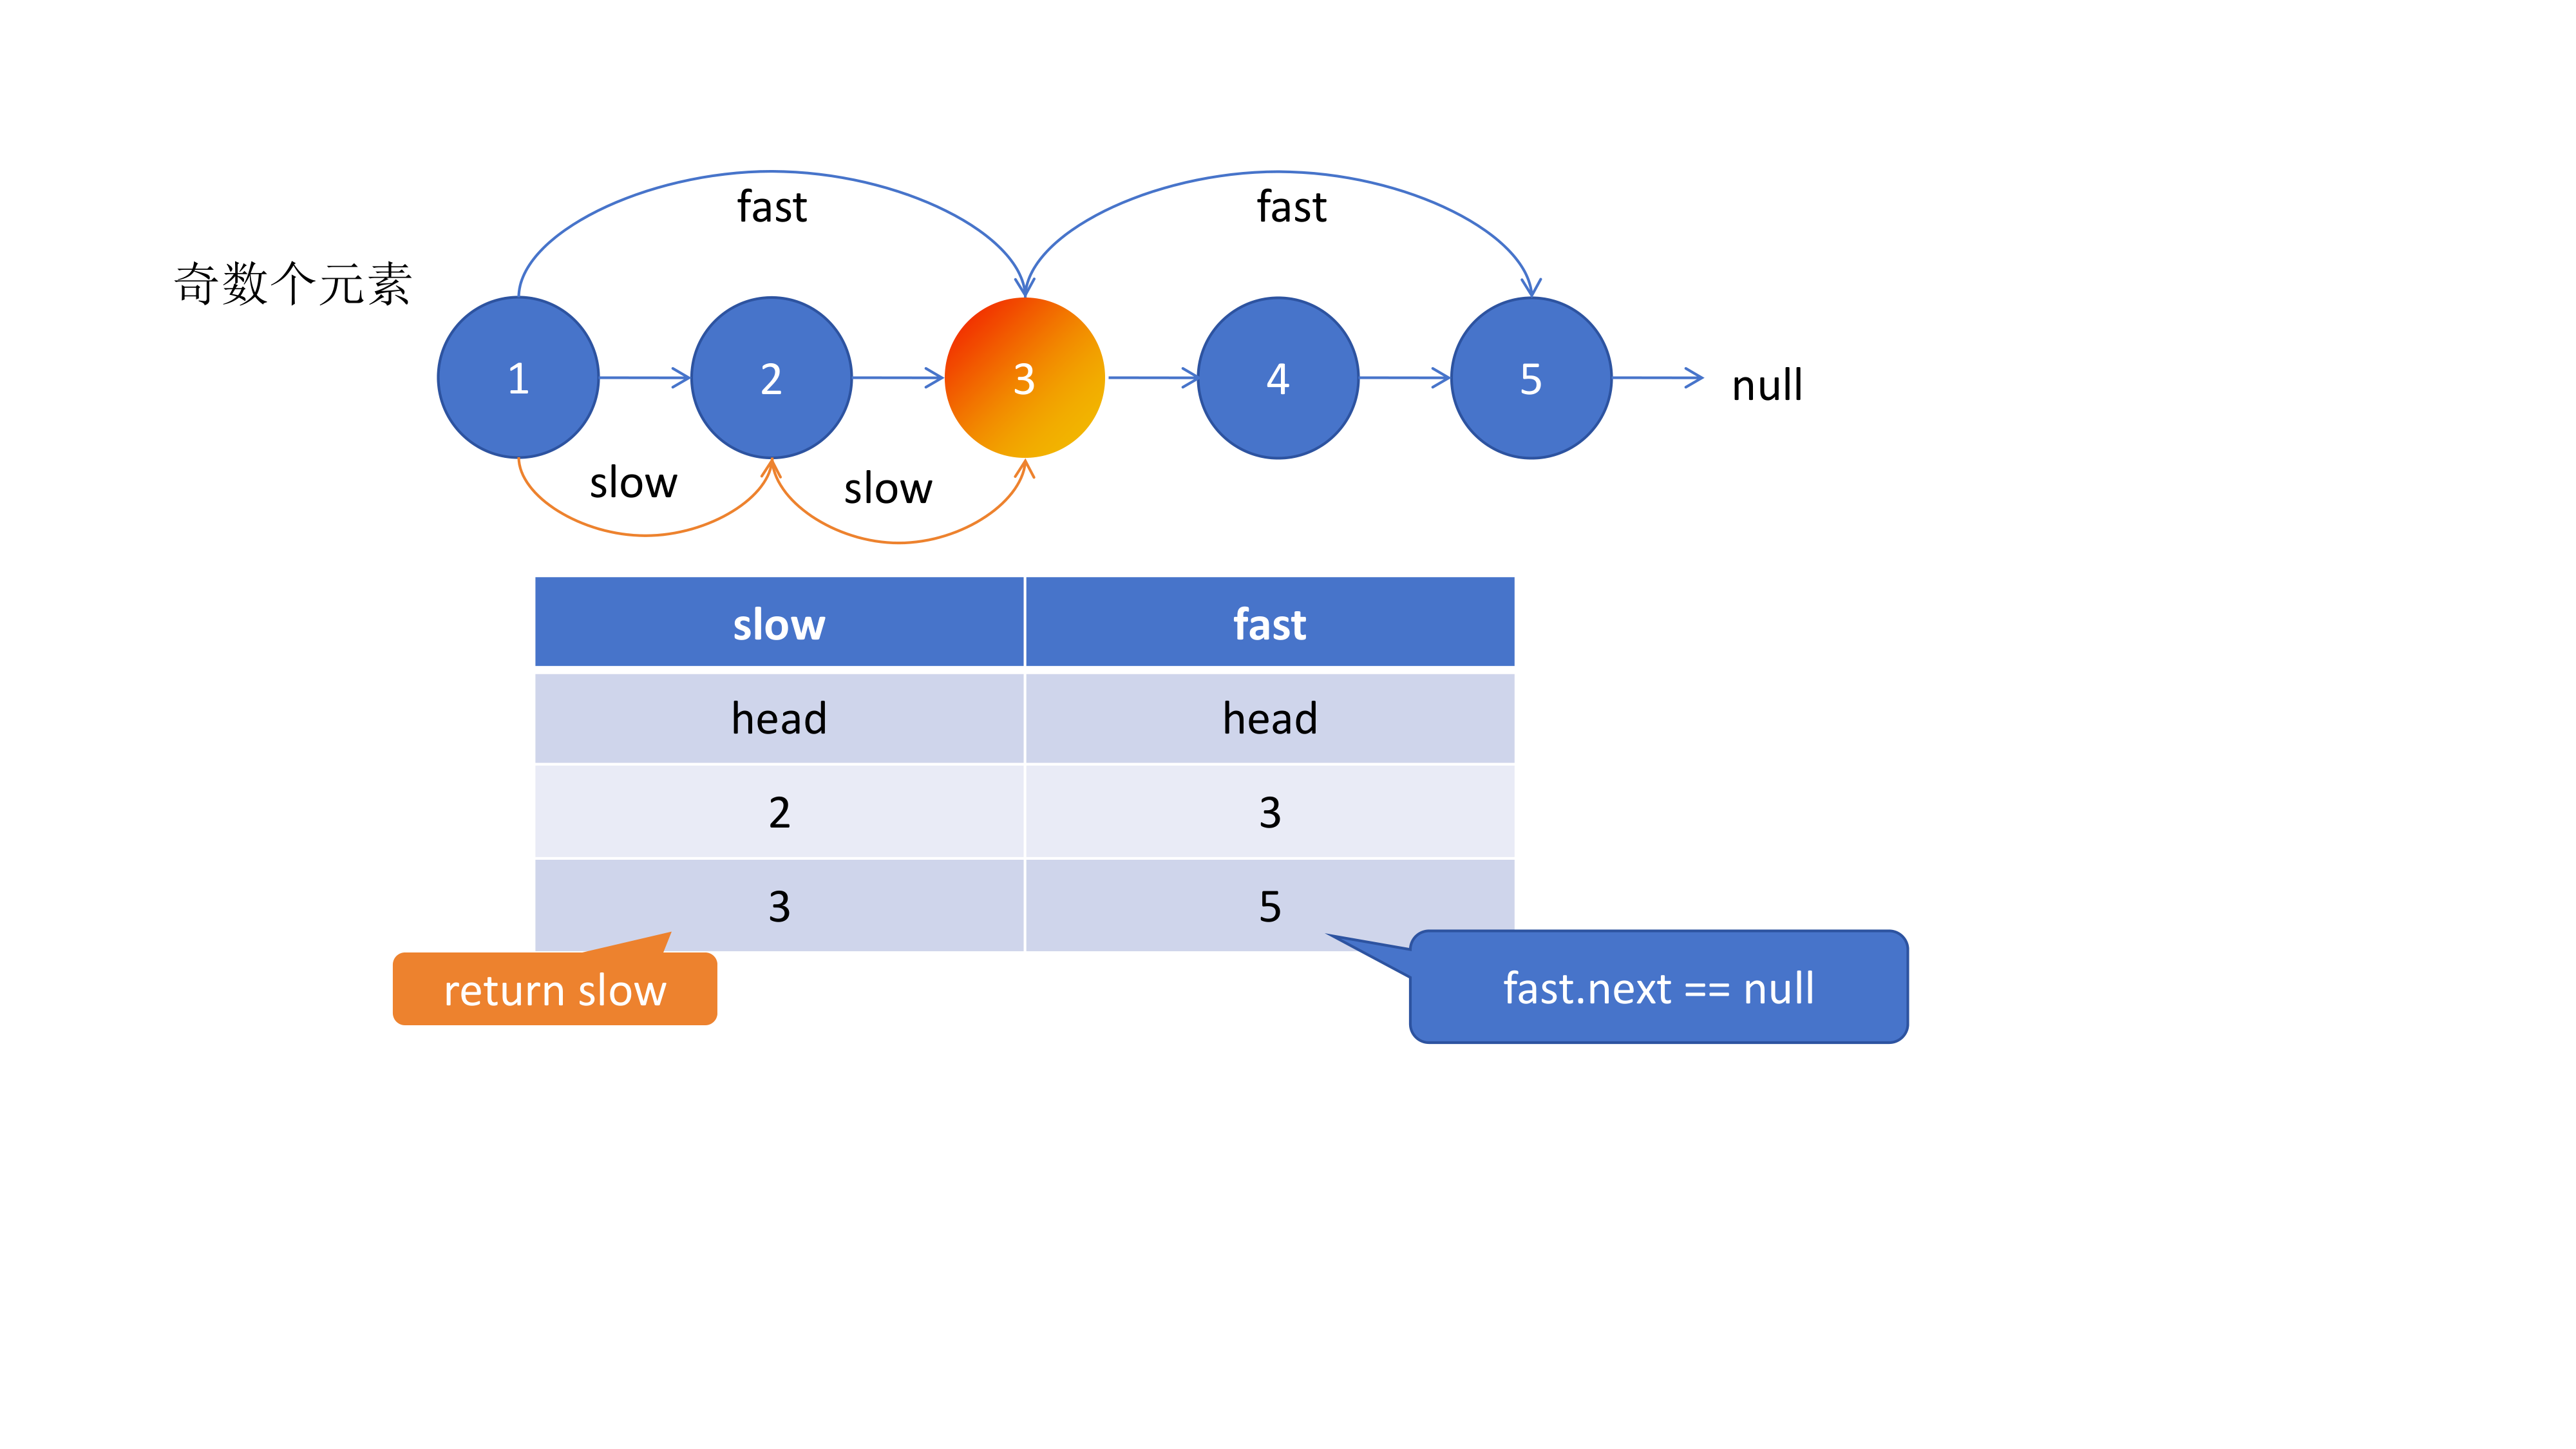 fast
fast
奇数个元素
1
2
3
4
5
null
slow
slow
slow fast
head head
2 3
3 5
return slow
fast.next == null